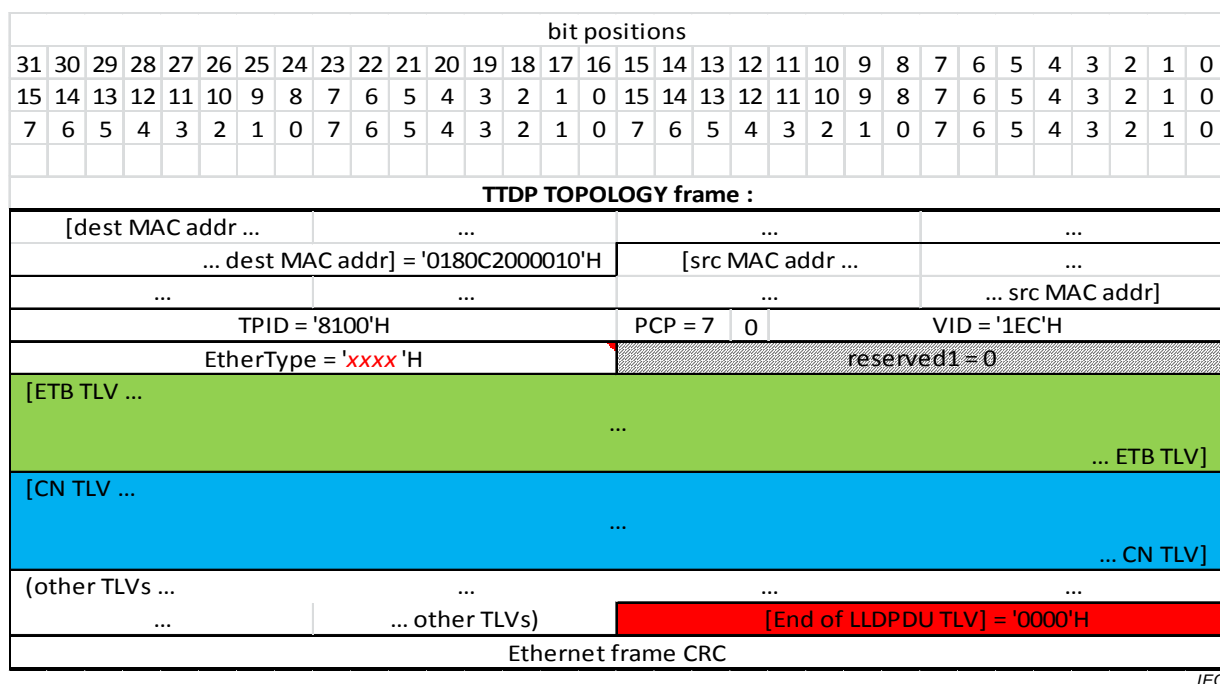 bit positions
31 30 29 28 27 26 25 24 23 22 21 20 19 18 17 16 15 14 13 12 11 10 9 8 7 6 5 4 3 2 1 0
15 14 13 12 11 10 9 8 7 6 5 4 3 2 1 0 15 14 13 12 11 10 9 8 7 6 5 4 3 2 1 0
7 6 5 4 3 2 1 0 7 6 5 4 3 2 1 0 7 6 5 4 3 2 1 0 7 6 5 4 3 2 1 0
TTDP TOPOLOGY frame :
[dest MAC addr ... ... ... ...
... dest MAC addr] = '0180C2000010'H [src MAC addr ... ...
... ... ... ... src MAC addr]
TPID = '8100'H PCP = 7 0 VID = '1EC'H
EtherType = 'xxxx 'H reserved1 = 0
[ETB TLV ...
...
... ETB TLV]
[CN TLV ...
...
... CN TLV]
(other TLVs ... ... ... ...
... ... other TLVs) [End of LLDPDU TLV] = '0000'H
Ethernet frame CRC
IEC